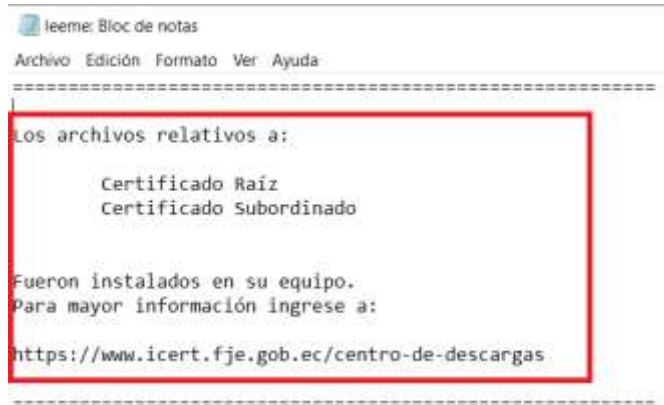 leeme: Bloc de notas
Archivo Edición Formato Ver Ayuda
==========================================================
Los archivos relativos a:
Certificado Raíz
Certificado Subordinado
Fueron instalados en su equipo.
Para mayor información ingrese a:
https://www.icert.fje.gob.ec/centro-de-descargas
==========================================================